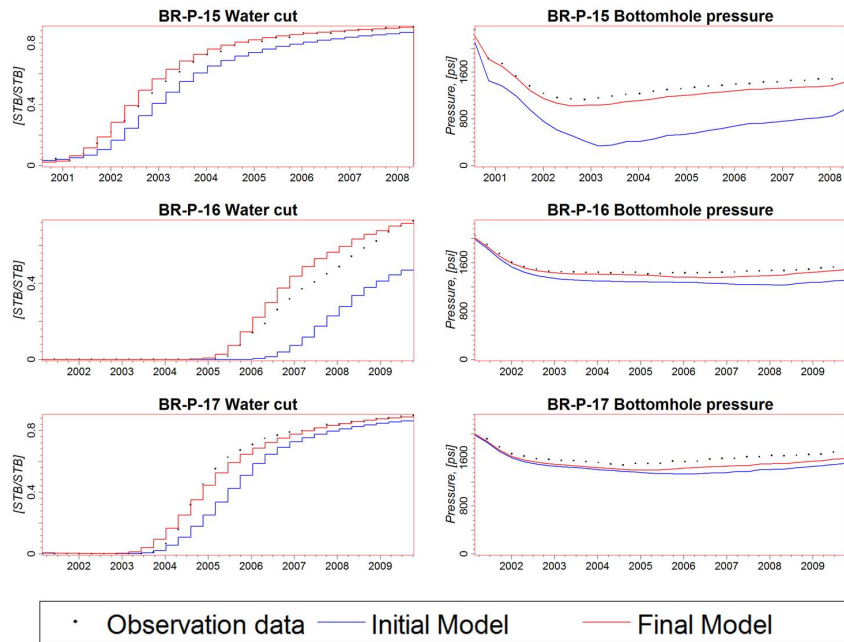 BR-P-15 Water cut
[STB/STB]
0.8
0.4
0
2001 2002 2003 2004 2005 2006 2007 2008
BR-P-15 Bottomhole pressure
Pressure, [psi]
1600
800
0
2001 2002 2003 2004 2005 2006 2007 2008
BR-P-16 Water cut
[STB/STB]
0.4
0
2002 2003 2004 2005 2006 2007 2008 2009
BR-P-16 Bottomhole pressure
Pressure, [psi]
1600
800
0
2002 2003 2004 2005 2006 2007 2008 2009
BR-P-17 Water cut
[STB/STB]
0.8
0.4
0
2002 2003 2004 2005 2006 2007 2008 2009
BR-P-17 Bottomhole pressure
Pressure, [psi]
1600
800
0
2002 2003 2004 2005 2006 2007 2008 2009
Observation data Initial Model Final Model